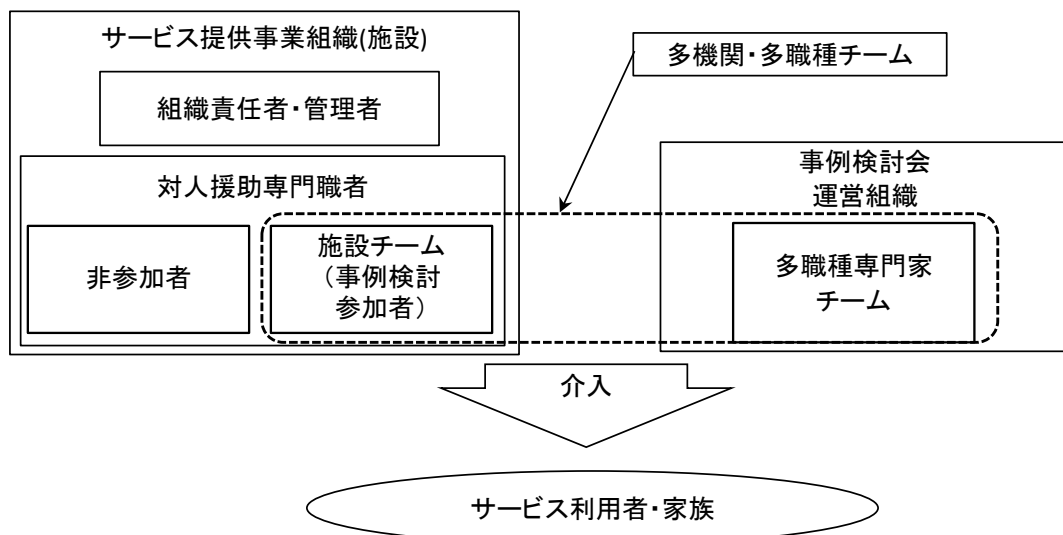 サービス提供事業組織(施設)
組織責任者・管理者
対人援助専門職者
非参加者
施設チーム
（事例検討
参加者）
多機関・多職種チーム
事例検討会
運営組織
多職種専門家
チーム
介入
サービス利用者・家族